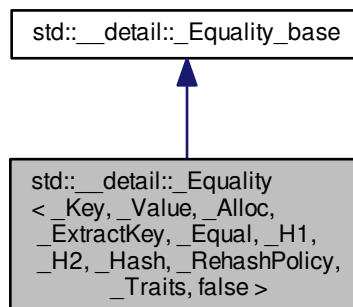 std::__detail::_Equality_base
std::__detail::_Equality
< _Key, _Value, _Alloc,
_ExtractKey, _Equal, _H1,
_H2, _Hash, _RehashPolicy,
_Traits, false >